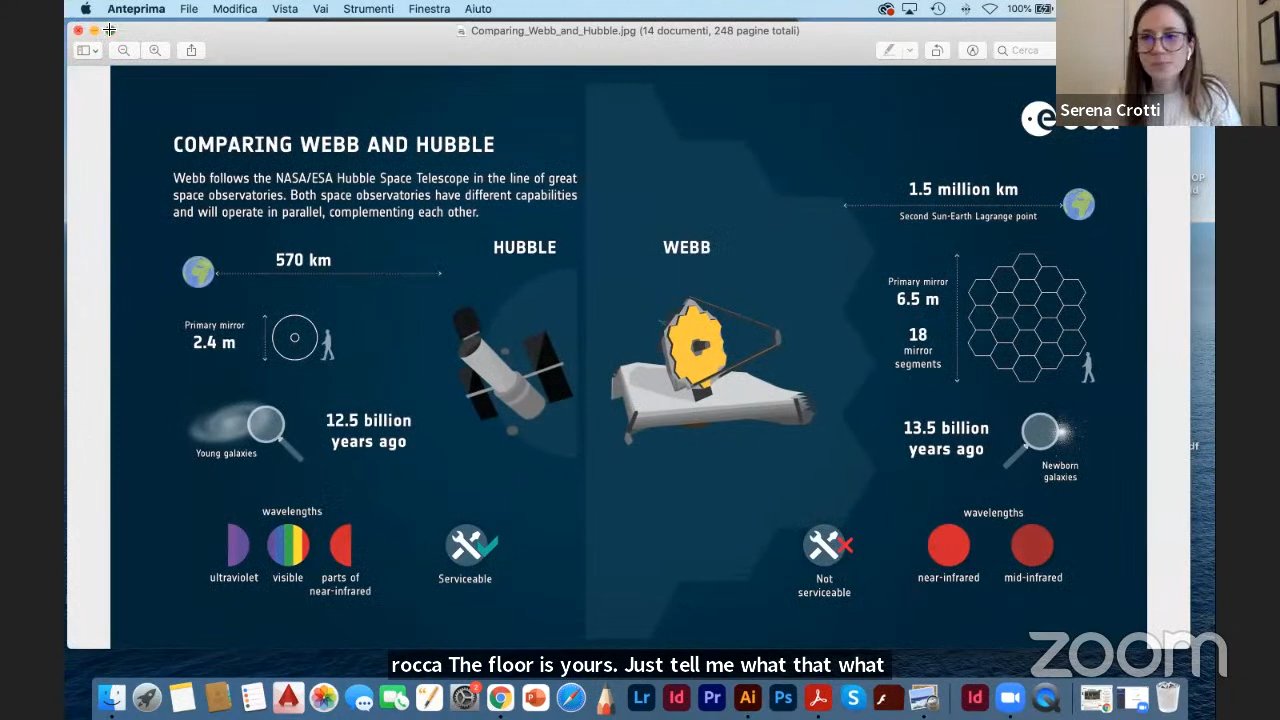 Anteprima File Modifica Vista Vai Strumenti Finestra Aiuto
100%
Comparing_Webb_and_Hubble.jpg (14 documenti, 248 pagine totali)
Cerca
Serena Crotti
COMPARING WEBB AND HUBBLE
Webb follows the NASA/ESA Hubble Space Telescope in the line of great
space observatories. Both space observatories have different capabilities
and will operate in parallel, complementing each other.
HUBBLE
570 km
Primary mirror
2.4 m
12.5 billion
years ago
Young galaxies
wavelengths
ultraviolet visible parts of
near-infrared
Serviceable
WEBB
1.5 million km
Second Sun-Earth Lagrange point
Primary mirror
6.5 m
18
mirror
segments
13.5 billion
years ago
Newborn
galaxies
wavelengths
Not
serviceable
near-infrared mid-infrared
rocca The floor is yours. Just tell me what that what
zoom
Lr Id Pr Ai Ps S f Id